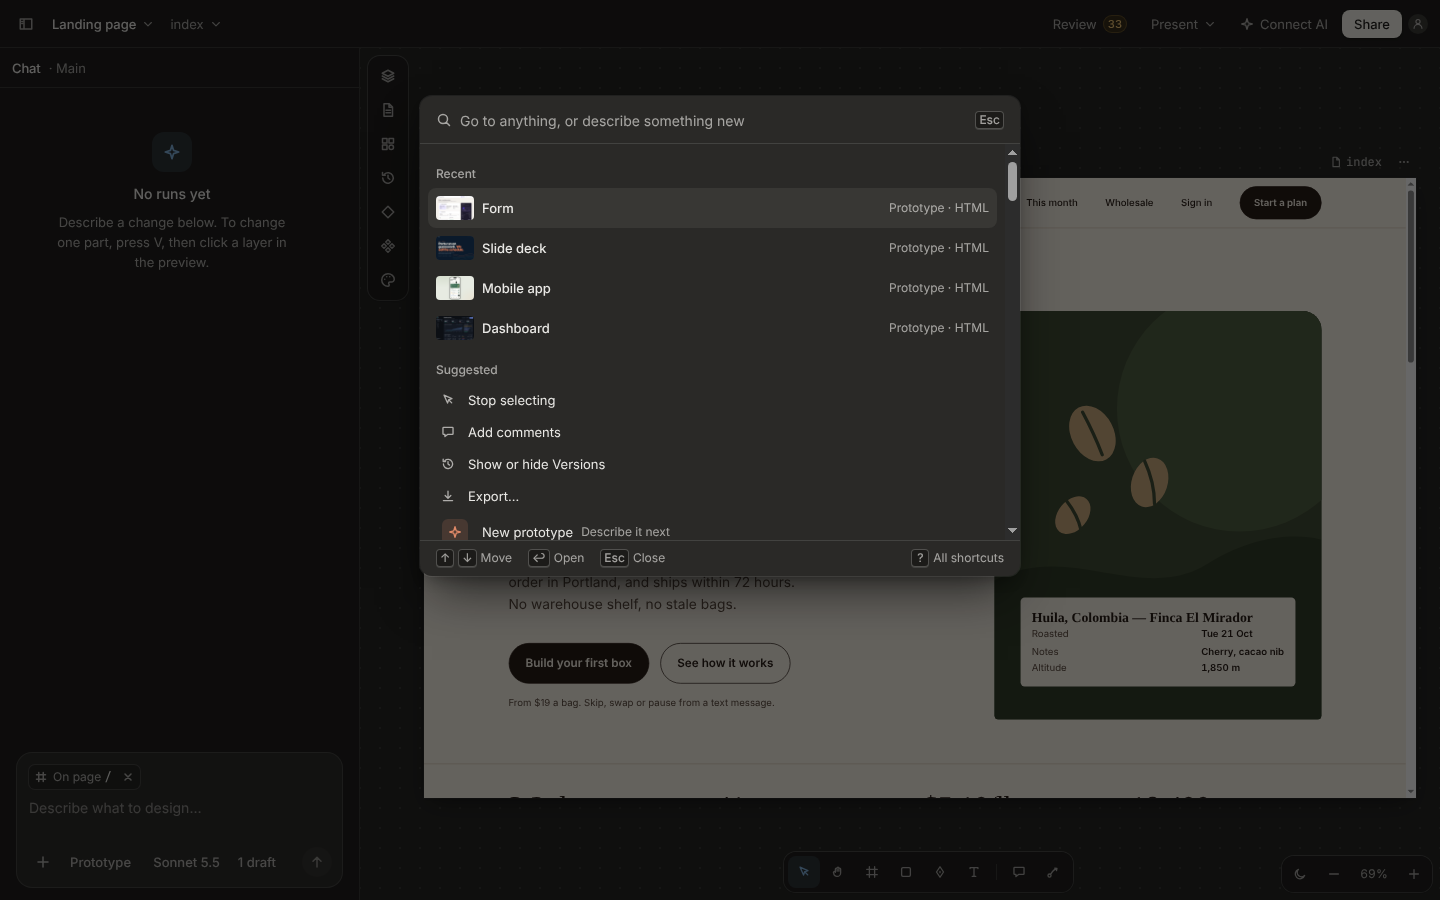 Landing page
index
Review 33
Present
Connect AI
Share
Chat · Main
No runs yet
Describe a change below. To change
one part, press V, then click a layer in
the preview.
On page /
Describe what to design...
Prototype
Sonnet 5.5
1 draft
Go to anything, or describe something new
Esc
Recent
Form
Prototype · HTML
Slide deck
Prototype · HTML
Mobile app
Prototype · HTML
Dashboard
Prototype · HTML
Suggested
Stop selecting
Add comments
Show or hide Versions
Export...
New prototype Describe it next
Move
Open
Esc Close
? All shortcuts
index
This month
Wholesale
Sign in
Start a plan
order in Portland, and ships within 72 hours.
No warehouse shelf, no stale bags.
Build your first box
See how it works
From $19 a bag. Skip, swap or pause from a text message.
Huila, Colombia — Finca El Mirador
Roasted Tue 21 Oct
Notes Cherry, cacao nib
Altitude 1,850 m
69%